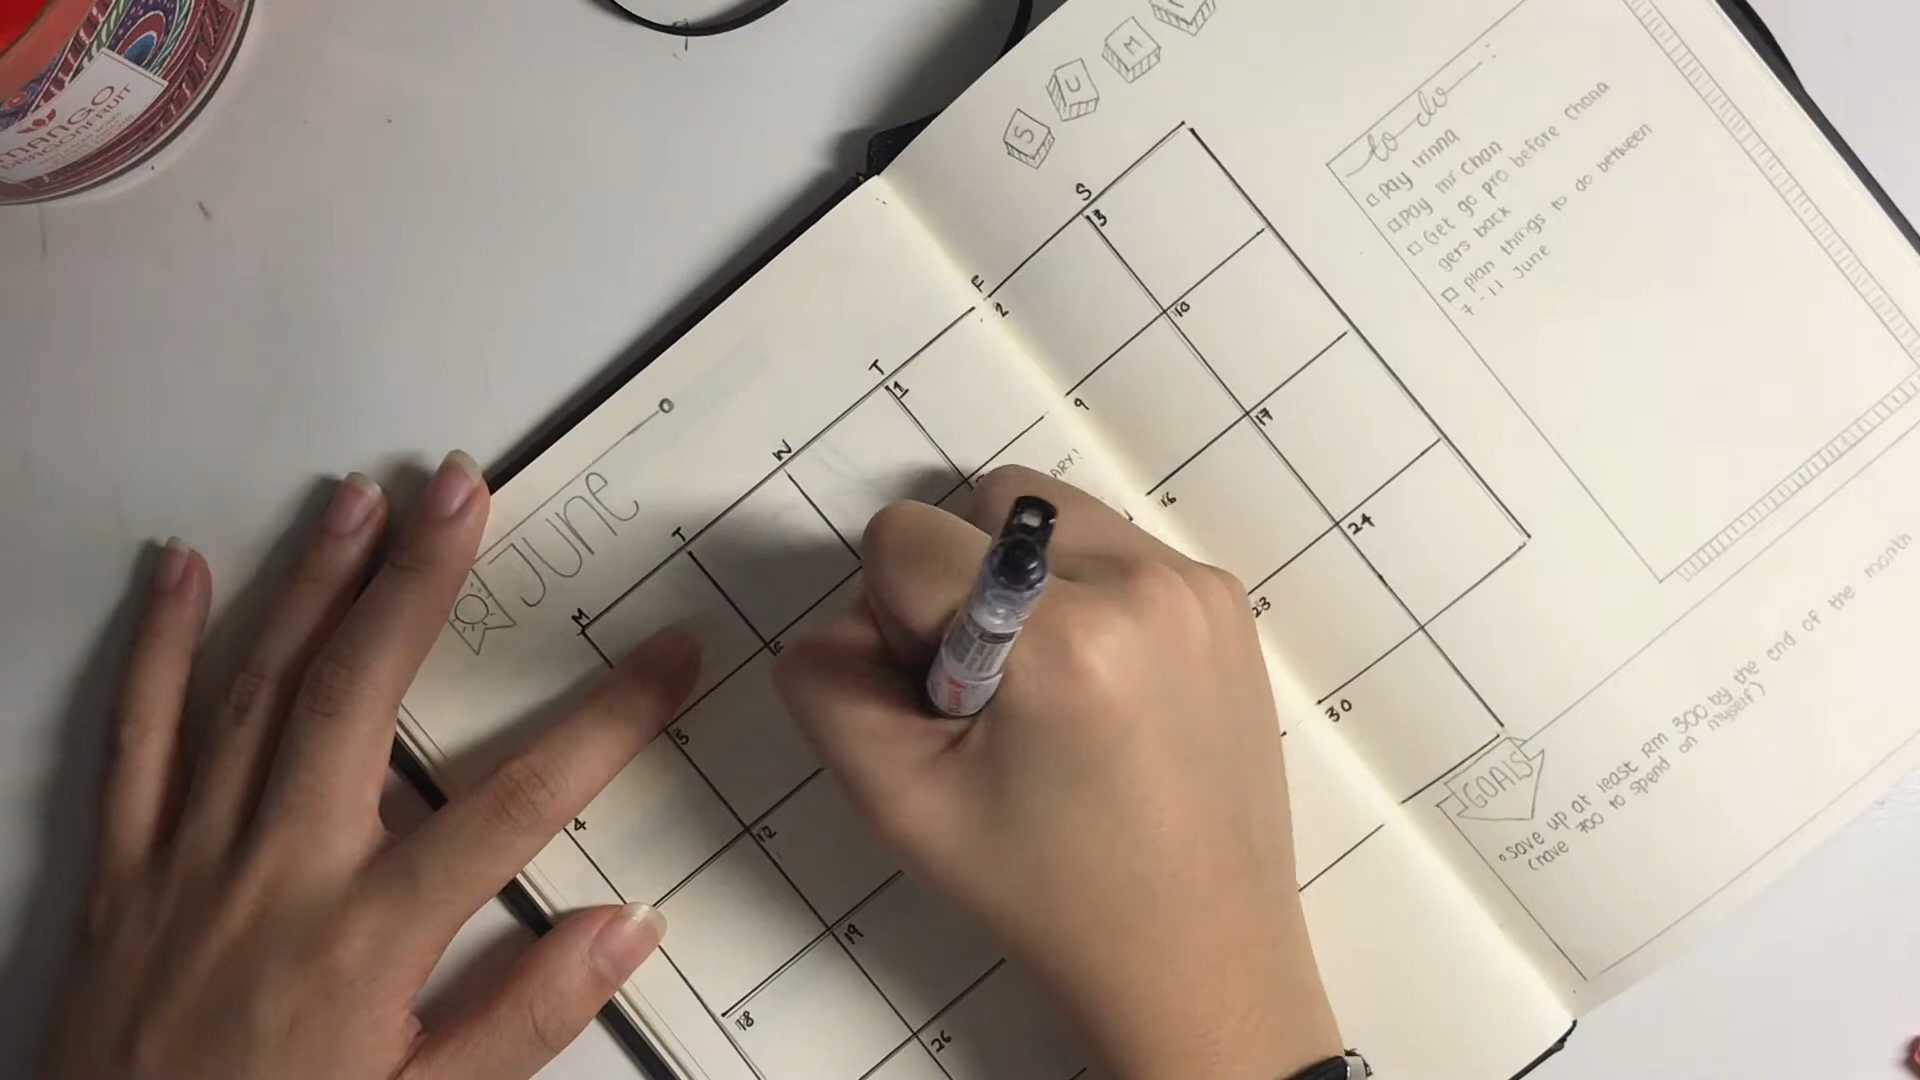 MANGO
DRAGONFRUIT
S U M
JUNE
M T W T F S
1 2 13
9 10
16 17
23 24
30
5
4 12
18 19
26
ARY!
to do
pay Irinna
pay mr Chan
Get go pro before Chana
gets back
plan things to do between
7 - 11 June
GOALS
save up at least RM 300 by the end of the month
(have 700 to spend on myself)